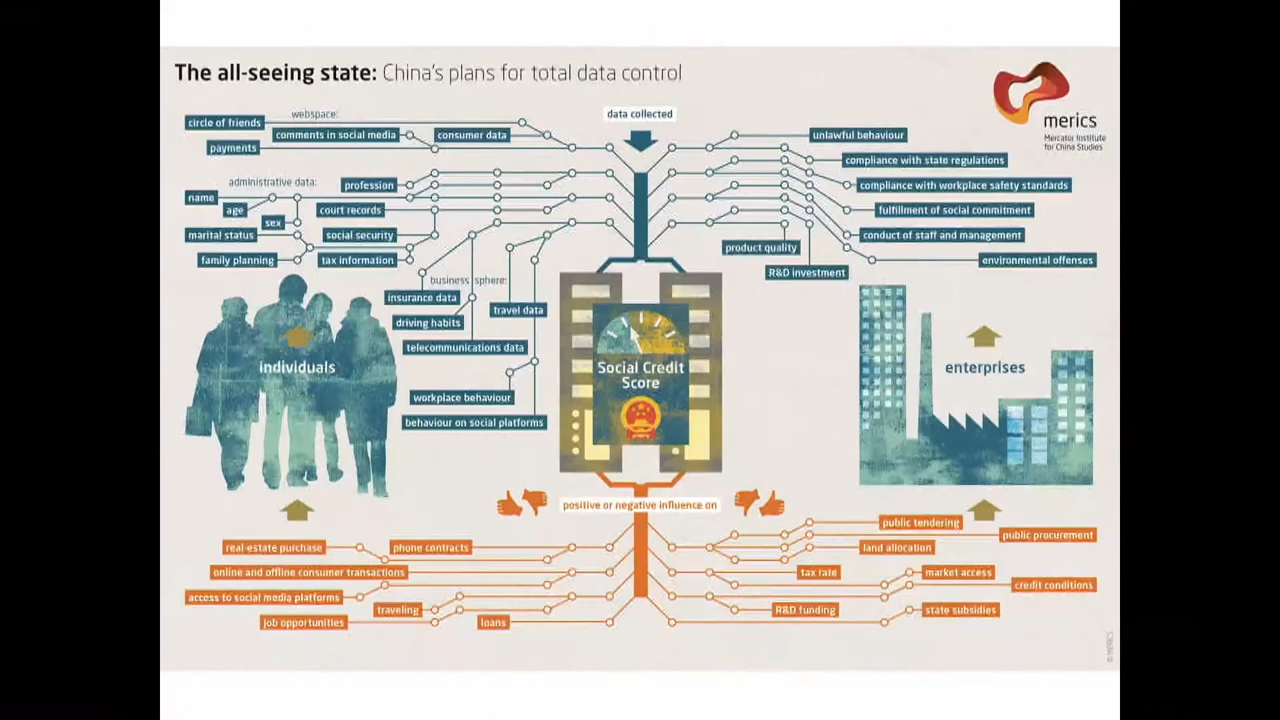 The all-seeing state: China's plans for total data control
merics
Mercator Institute
for China Studies
data collected
webspace:
circle of friends
comments in social media
consumer data
payments
administrative data:
profession
name
age
court records
sex
marital status
social security
family planning
tax information
business sphere:
insurance data
travel data
driving habits
telecommunications data
workplace behaviour
behaviour on social platforms
unlawful behaviour
compliance with state regulations
compliance with workplace safety standards
fulfillment of social commitment
conduct of staff and management
product quality
environmental offenses
R&D investment
individuals
Social Credit
Score
enterprises
positive or negative influence on
real-estate purchase
phone contracts
online and offline consumer transactions
access to social media platforms
traveling
job opportunities
loans
public tendering
public procurement
land allocation
tax rate
market access
credit conditions
R&D funding
state subsidies
© MERICS